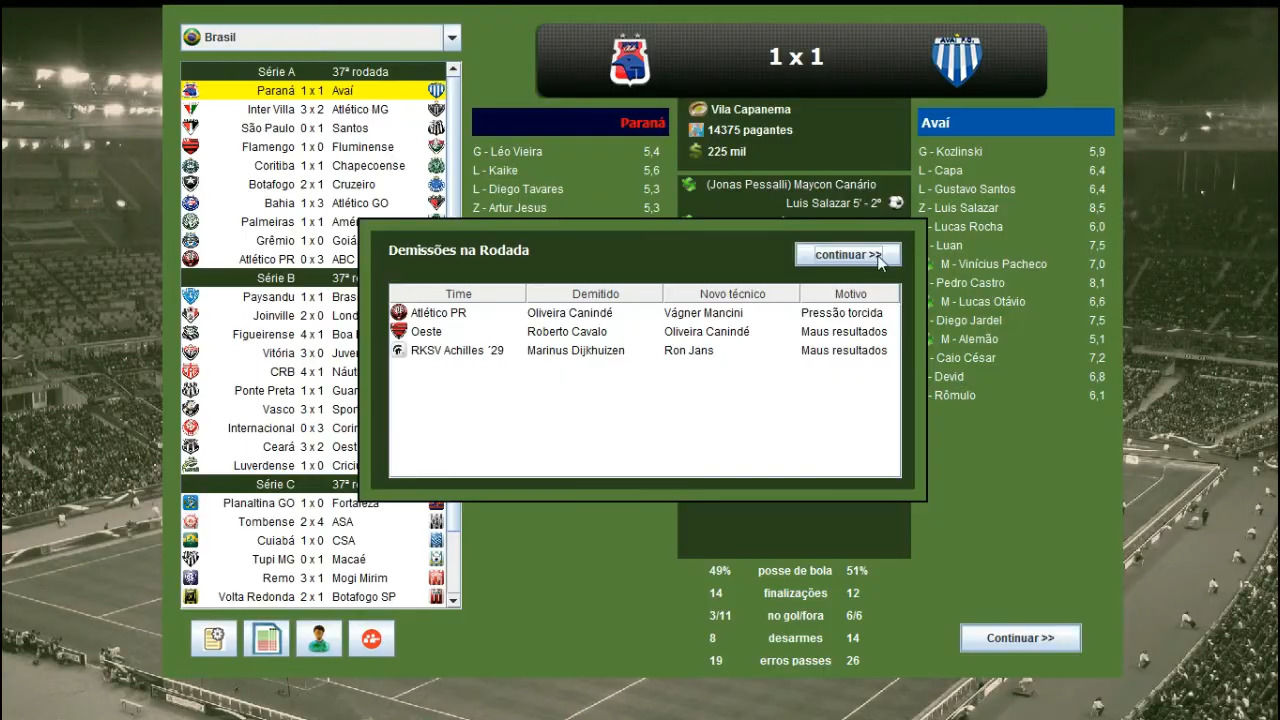 Brasil
Série A 37ª rodada
Paraná 1 x 1 Avaí
Inter Villa 3 x 2 Atlético MG
São Paulo 0 x 1 Santos
Flamengo 1 x 0 Fluminense
Coritiba 1 x 1 Chapecoense
Botafogo 2 x 1 Cruzeiro
Bahia 1 x 3 Atlético GO
Palmeiras 1 x 1
Grêmio 1 x 0
Atlético PR 0 x 3 ABC
Série B 37ª
Paysandu 1 x 1 Bras
Joinville 2 x 0 Lond
Figueirense 4 x 1 Boa
Vitória 3 x 0 Juve
CRB 4 x 1 Náut
Ponte Preta 1 x 1 Gua
Vasco 3 x 1 Spor
Internacional 0 x 3 Corin
Ceará 3 x 2 Oest
Luverdense 1 x 0 Crici
Série C 37ª
Planaltina GO 1 x 0 Fortaleza
Tombense 2 x 4 ASA
Cuiabá 1 x 0 CSA
Tupi MG 0 x 1 Macaé
Remo 3 x 1 Mogi Mirim
Volta Redonda 2 x 1 Botafogo SP
1 x 1
AVAÍ F.C.
Paraná
G - Léo Vieira 5,4
L - Kaike 5,6
L - Diego Tavares 5,3
Z - Artur Jesus 5,3
Vila Capanema
14375 pagantes
225 mil
(Jonas Pessalli) Maycon Canário
Luis Salazar 5' - 2º
Avaí
G - Kozlinski 5,9
L - Capa 6,4
L - Gustavo Santos 6,4
Z - Luis Salazar 8,5
- Lucas Rocha 6,0
- Luan 7,5
M - Vinícius Pacheco 7,0
- Pedro Castro 8,1
M - Lucas Otávio 6,6
- Diego Jardel 7,5
M - Alemão 5,1
- Caio César 7,2
- Devid 6,8
- Rômulo 6,1
Demissões na Rodada
continuar >>
Time Demitido Novo técnico Motivo
Atlético PR Oliveira Canindé Vágner Mancini Pressão torcida
Oeste Roberto Cavalo Oliveira Canindé Maus resultados
RKSV Achilles ´29 Marinus Dijkhuizen Ron Jans Maus resultados
49% posse de bola 51%
14 finalizações 12
3/11 no gol/fora 6/6
8 desarmes 14
19 erros passes 26
Continuar >>